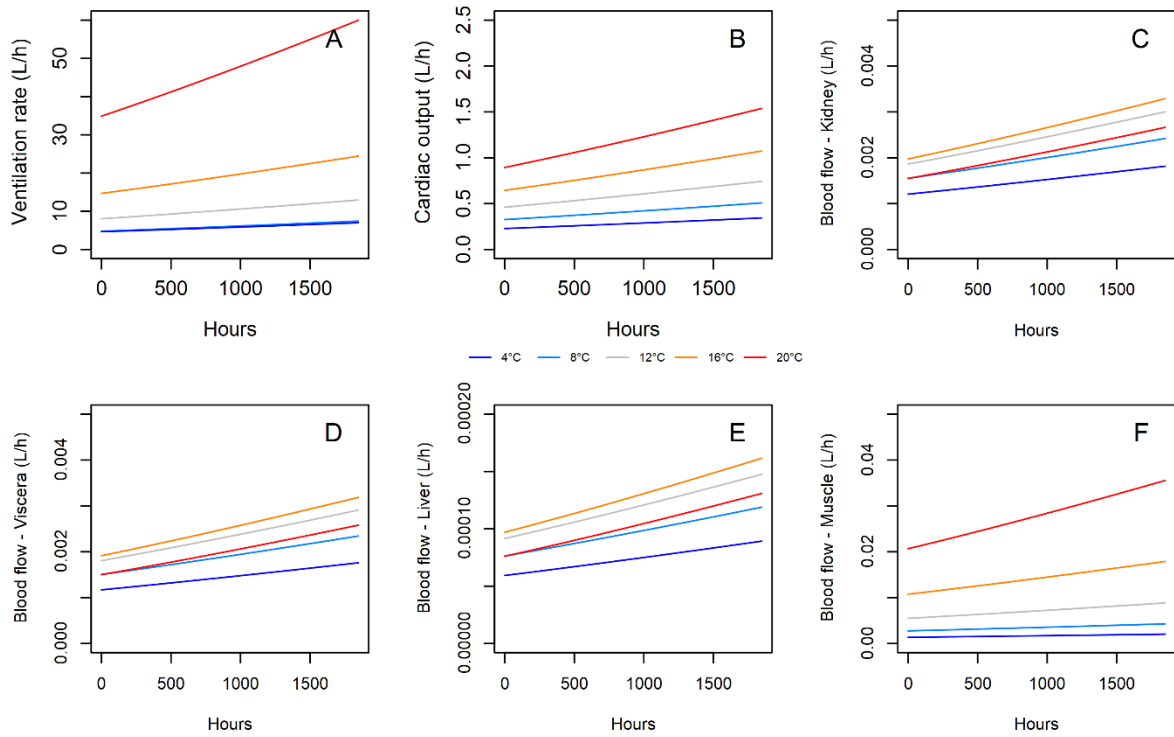 A
Ventilation rate (L/h)
50
30
10
0
0 500 1000 1500
Hours
B
Cardiac output (L/h)
2.5
2.0
1.5
1.0
0.5
0.0
0 500 1000 1500
Hours
C
Blood flow - Kidney (L/h)
0.004
0.002
0.000
0 500 1000 1500
Hours
4°C 8°C 12°C 16°C 20°C
D
Blood flow - Viscera (L/h)
0.004
0.002
0.000
0 500 1000 1500
Hours
E
Blood flow - Liver (L/h)
0.00020
0.00010
0.00000
0 500 1000 1500
Hours
F
Blood flow - Muscle (L/h)
0.04
0.02
0.00
0 500 1000 1500
Hours